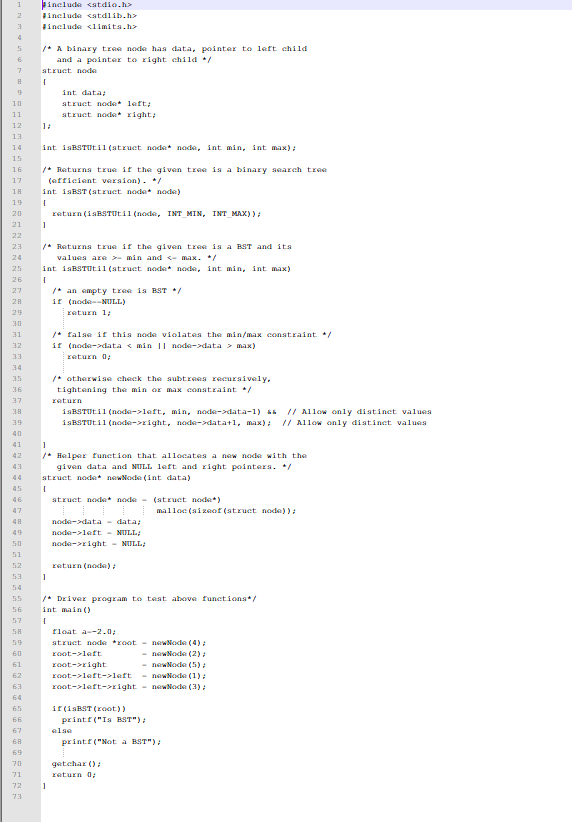 1 #include <stdio.h>
2 #include <stdlib.h>
3 #include <limits.h>
4
5 /* A binary tree node has data, pointer to left child
6    and a pointer to right child */
7 struct node
8 {
9     int data;
10     struct node* left;
11     struct node* right;
12 };
13
14 int isBSTUtil(struct node* node, int min, int max);
15
16 /* Returns true if the given tree is a binary search tree
17  (efficient version). */
18 int isBST(struct node* node)
19 {
20   return(isBSTUtil(node, INT_MIN, INT_MAX));
21 }
22
23 /* Returns true if the given tree is a BST and its
24    values are >= min and <= max. */
25 int isBSTUtil(struct node* node, int min, int max)
26 {
27   /* an empty tree is BST */
28   if (node==NULL)
29      return 1;
30
31   /* false if this node violates the min/max constraint */
32   if (node->data < min || node->data > max)
33      return 0;
34
35   /* otherwise check the subtrees recursively,
36    tightening the min or max constraint */
37   return
38     isBSTUtil(node->left, min, node->data-1) &&  // Allow only distinct values
39     isBSTUtil(node->right, node->data+1, max);  // Allow only distinct values
40
41 }
42 /* Helper function that allocates a new node with the
43    given data and NULL left and right pointers. */
44 struct node* newNode(int data)
45 {
46   struct node* node = (struct node*)
47                        malloc(sizeof(struct node));
48   node->data = data;
49   node->left = NULL;
50   node->right = NULL;
51
52   return(node);
53 }
54
55 /* Driver program to test above functions*/
56 int main()
57 {
58   float a=-2.0;
59   struct node *root = newNode(4);
60   root->left        = newNode(2);
61   root->right       = newNode(5);
62   root->left->left  = newNode(1);
63   root->left->right = newNode(3);
64
65   if(isBST(root))
66     printf("Is BST");
67   else
68     printf("Not a BST");
69
70   getchar();
71   return 0;
72 }
73